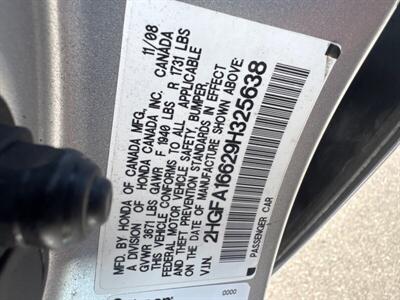 MFD. BY HONDA OF CANADA MFG.,
A DIVISION OF HONDA CANADA INC. CANADA 11/08
GVWR 3671 LBS GAWR F 1940 LBS R 1731 LBS
THIS VEHICLE CONFORMS TO ALL APPLICABLE
FEDERAL MOTOR VEHICLE SAFETY, BUMPER,
AND THEFT PREVENTION STANDARDS IN EFFECT ON
THE DATE OF MANUFACTURE SHOWN ABOVE.
V.I.N. 2HGFA16629H325638
PASSENGER CAR
0000